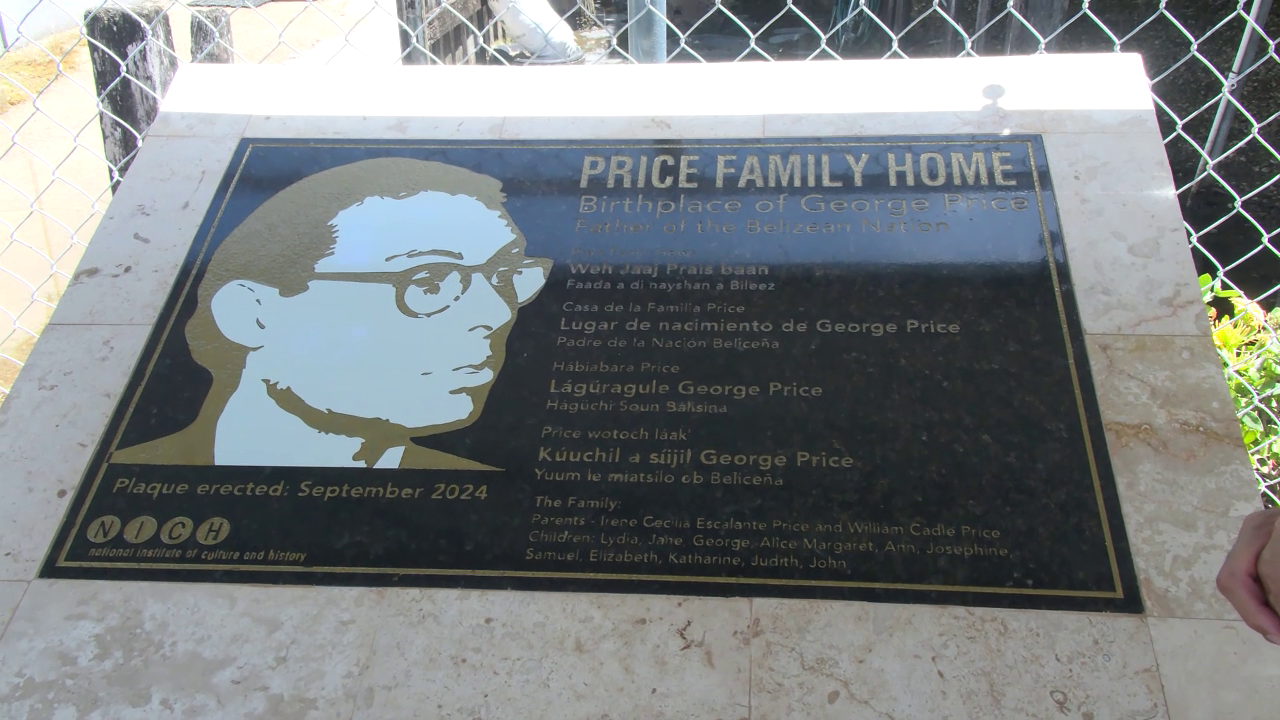 PRICE FAMILY HOME
Birthplace of George Price
Father of the Belizean Nation
Weh Jaaj Prais baan
Faada a di nayshan a Bileez
Casa de la Familia Price
Lugar de nacimiento de George Price
Padre de la Nación Beliceña
Hábiabara Price
Lágüragule George Price
Hágüchi Soun Bálisina
Price wotoch láak'
Kúuchil a síijil George Price
Yuum le miatsilo ob Beliceña
The Family:
Parents - Irene Cecilia Escalante Price and William Cadle Price
Children: Lydia, Jane, George, Alice Margaret, Ann, Josephine,
Samuel, Elizabeth, Katharine, Judith, John
Plaque erected: September 2024
NICH
national institute of culture and history